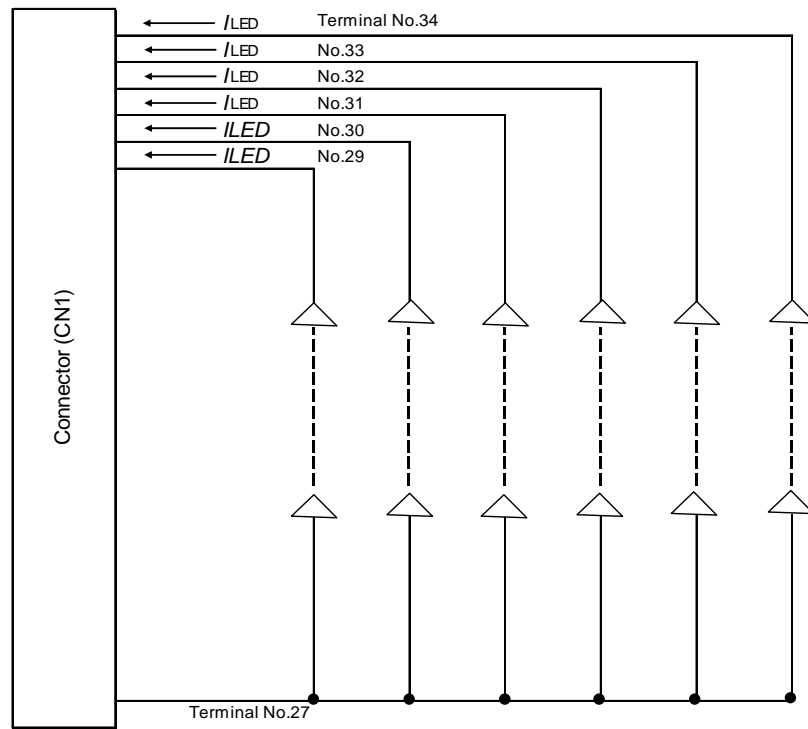 ILED Terminal No.34
ILED No.33
ILED No.32
ILED No.31
ILED No.30
ILED No.29
Connector (CN1)
Terminal No.27